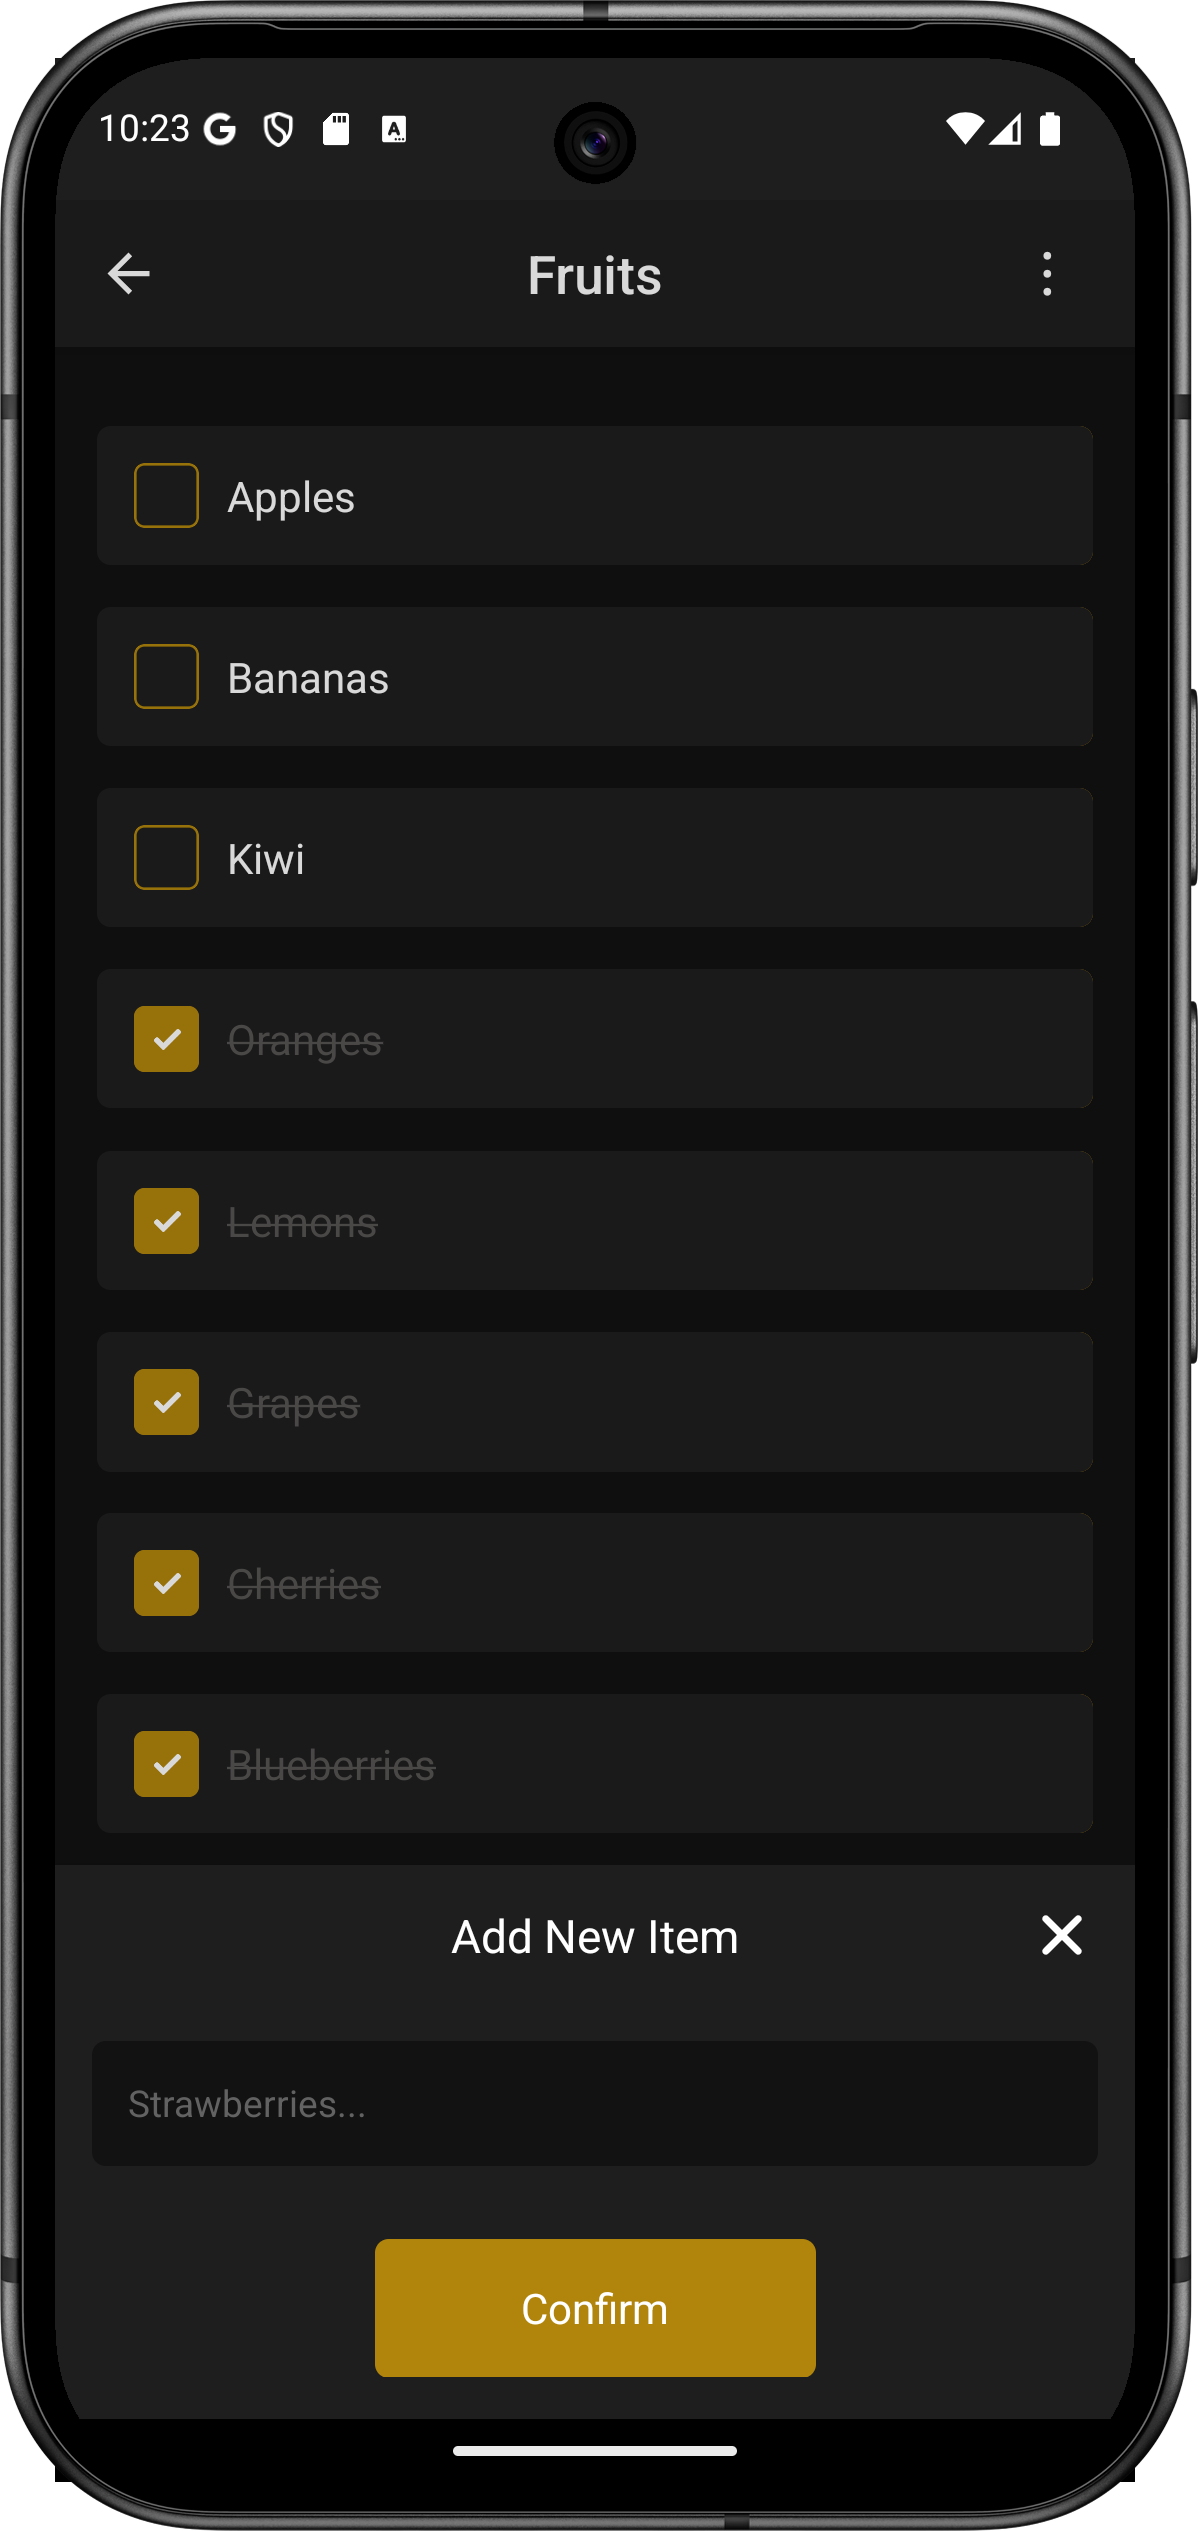 10:23
Fruits
Apples
Bananas
Kiwi
Oranges
Lemons
Grapes
Cherries
Blueberries
Add New Item
Strawberries...
Confirm